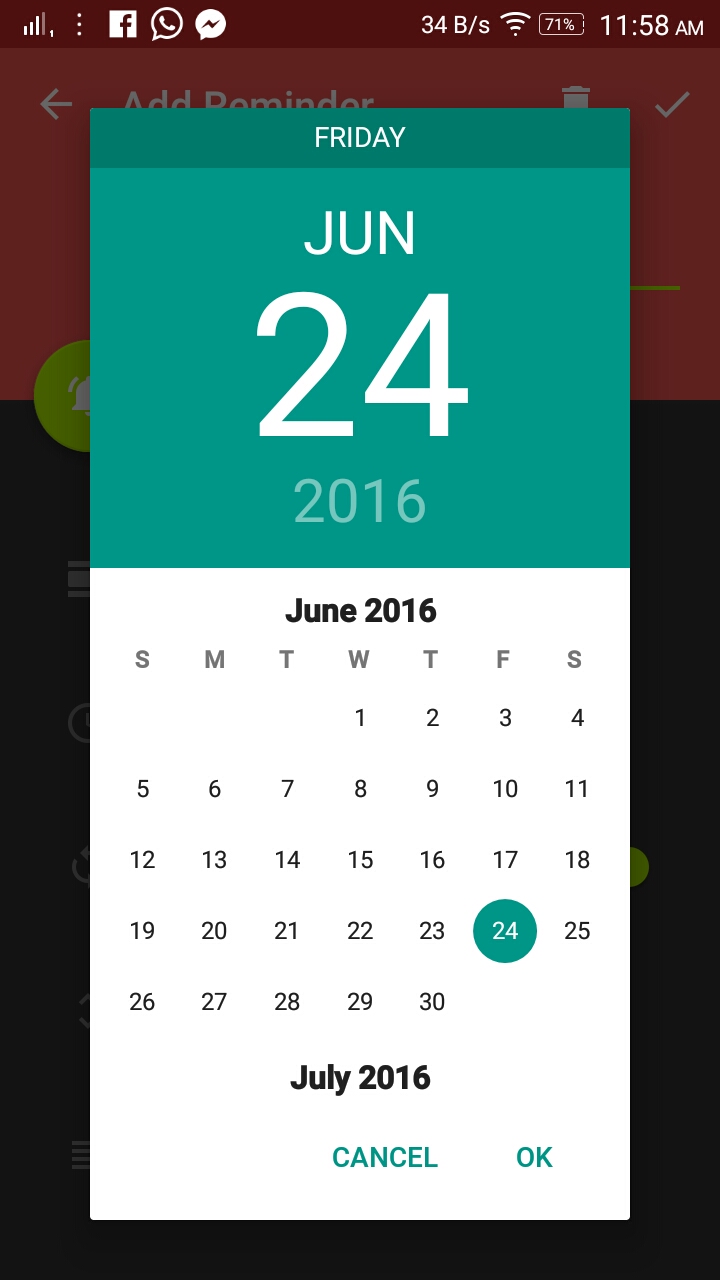 34 B/s 71% 11:58 AM
Add Reminder
FRIDAY
JUN
24
2016
June 2016
S M T W T F S
1 2 3 4
5 6 7 8 9 10 11
12 13 14 15 16 17 18
19 20 21 22 23 24 25
26 27 28 29 30
July 2016
CANCEL OK